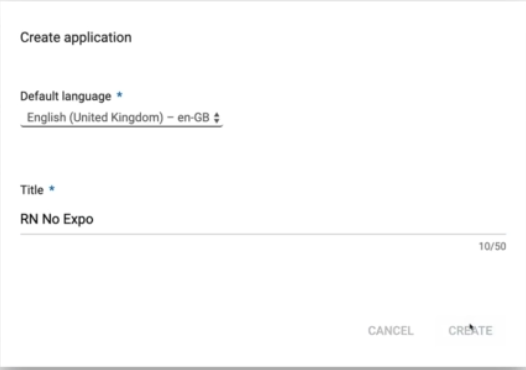 Create application
Default language *
English (United Kingdom) – en-GB
Title *
RN No Expo
10/50
CANCEL CREATE